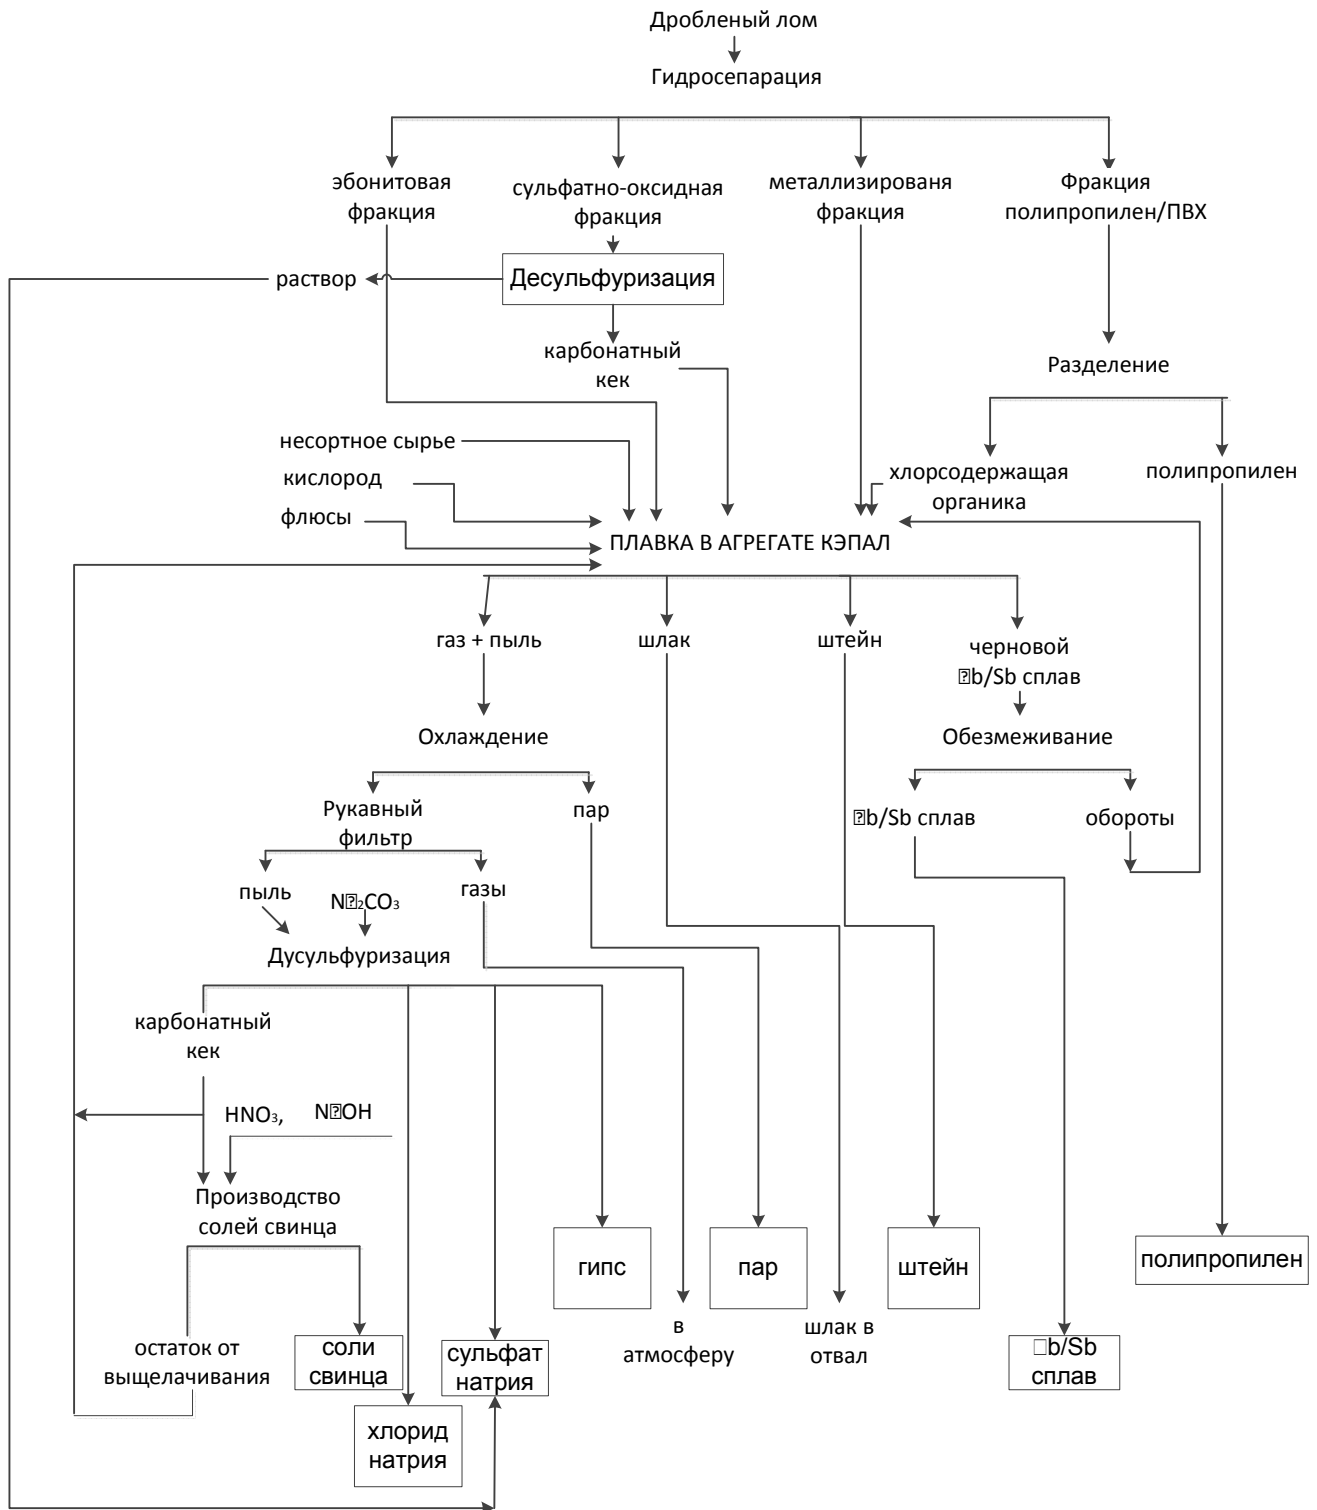 Дробленый лом
Гидросепарация
эбонитовая
фракция
сульфатно-оксидная
фракция
металлизированя
фракция
Фракция
полипропилен/ПВХ
раствор
Десульфуризация
карбонатный
кек
Разделение
несортное сырье
кислород
флюсы
хлорсодержащая
органика
полипропилен
ПЛАВКА В АГРЕГАТЕ КЭПАЛ
газ + пыль
шлак
штейн
черновой
�b/Sb сплав
Охлаждение
Обезмеживание
Рукавный
фильтр
пар
�b/Sb сплав
обороты
пыль
N�₂CO₃
газы
Дусульфуризация
карбонатный
кек
HNO₃,
N�OH
Производство
солей свинца
гипс
пар
штейн
полипропилен
остаток от
выщелачивания
соли
свинца
сульфат
натрия
в
атмосферу
шлак в
отвал
□b/Sb
сплав
хлорид
натрия